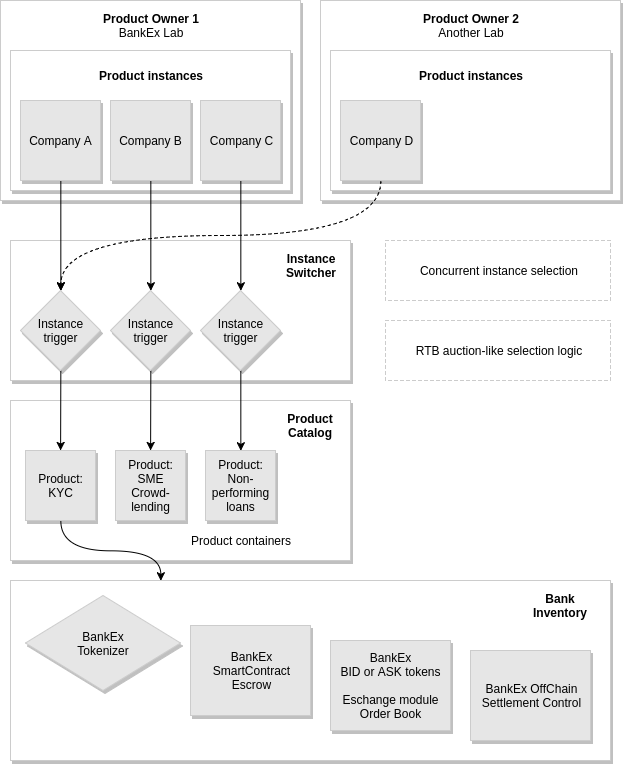 Product Owner 1
BankEx Lab
Product instances
Company A
Company B
Company C
Product Owner 2
Another Lab
Product instances
Company D
Instance
Switcher
Instance
trigger
Instance
trigger
Instance
trigger
Concurrent instance selection
RTB auction-like selection logic
Product
Catalog
Product:
KYC
Product:
SME
Crowd-
lending
Product:
Non-
performing
loans
Product containers
Bank
Inventory
BankEx
Tokenizer
BankEx
SmartContract
Escrow
BankEx
BID or ASK tokens
Eschange module
Order Book
BankEx OffChain
Settlement Control